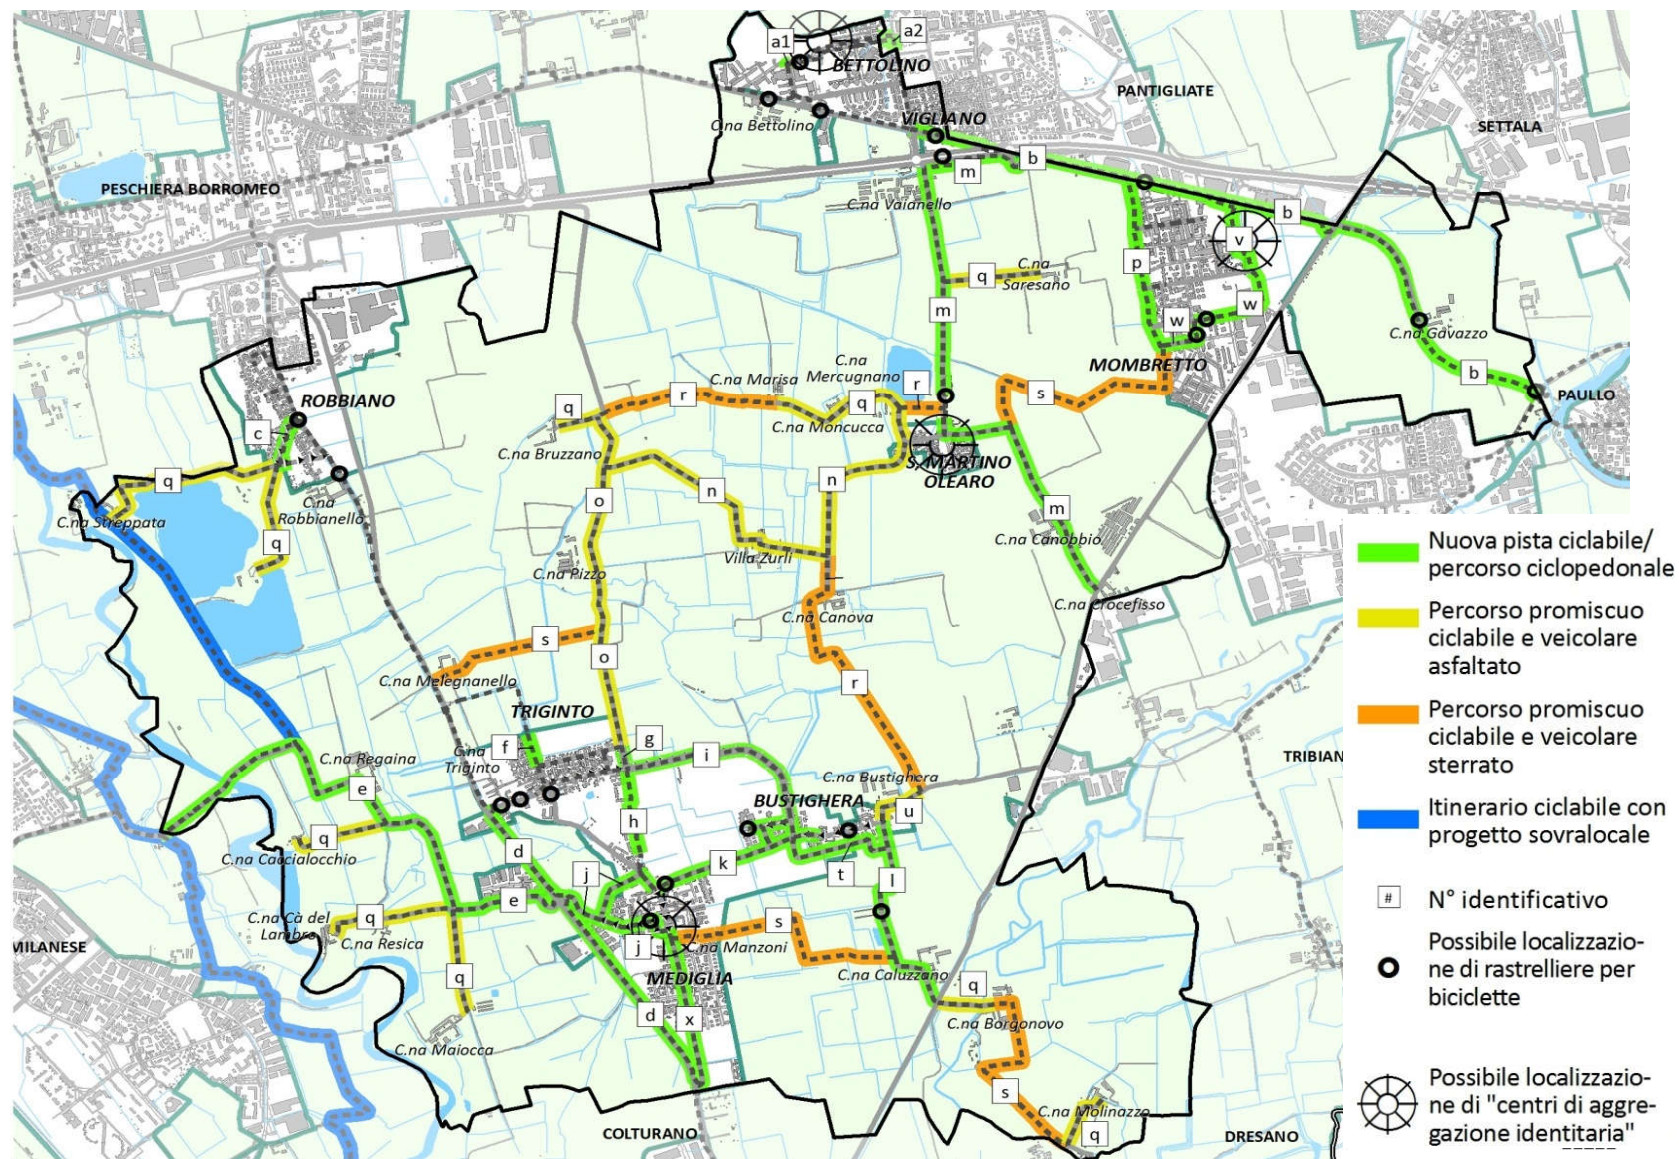 a1
a2
BETTOLINO
PANTIGLIATE
C.na Bettolino
VIGLIANO
SETTALA
b
m
PESCHIERA BORROMEO
C.na Vaianello
b
v
p
q
C.na
Saresano
m
w
w
C.na Gavazzo
MOMBRETTO
C.na
Mercugnano
b
C.na Marisa
r
r
q
s
PAULLO
ROBBIANO
q
C.na Moncucca
c
C.na Bruzzano
S. MARTINO
OLEARO
q
n
n
o
C.na
Robbianello
m
C.na Streppata
C.na Canobbio
q
Villa Zurli
C.na Pizzo
C.na Crocefisso
C.na Canova
s
o
C.na Melegnanello
r
TRIGINTO
f
g
C.na
Triginto
i
C.na Regaina
C.na Bustighera
TRIBIAN
e
BUSTIGHERA
u
h
q
C.na Caccialocchio
d
k
j
t
l
e
q
C.na Cà del
Lambro
C.na Resica
s
MILANESE
j
C.na Manzoni
MEDIGLIA
C.na Caluzzano
q
q
d
x
C.na Borgonovo
C.na Maiocca
s
C.na Molinazzo
q
COLTURANO
DRESANO
Nuova pista ciclabile/
percorso ciclopedonale
Percorso promiscuo
ciclabile e veicolare
asfaltato
Percorso promiscuo
ciclabile e veicolare
sterrato
Itinerario ciclabile con
progetto sovralocale
# N° identificativo
Possibile localizzazio-
ne di rastrelliere per
biciclette
Possibile localizzazio-
ne di "centri di aggre-
gazione identitaria"